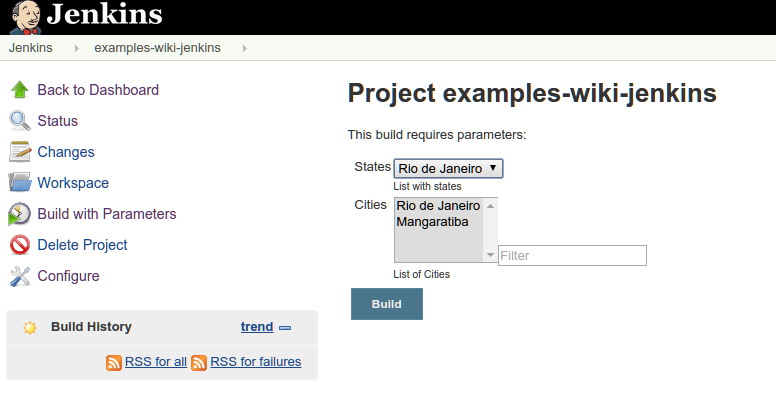 Jenkins
Jenkins examples-wiki-jenkins
Back to Dashboard
Status
Changes
Workspace
Build with Parameters
Delete Project
Configure
Build History trend
RSS for all RSS for failures
Project examples-wiki-jenkins
This build requires parameters:
States Rio de Janeiro
List with states
Cities Rio de Janeiro
Mangaratiba
Filter
List of Cities
Build